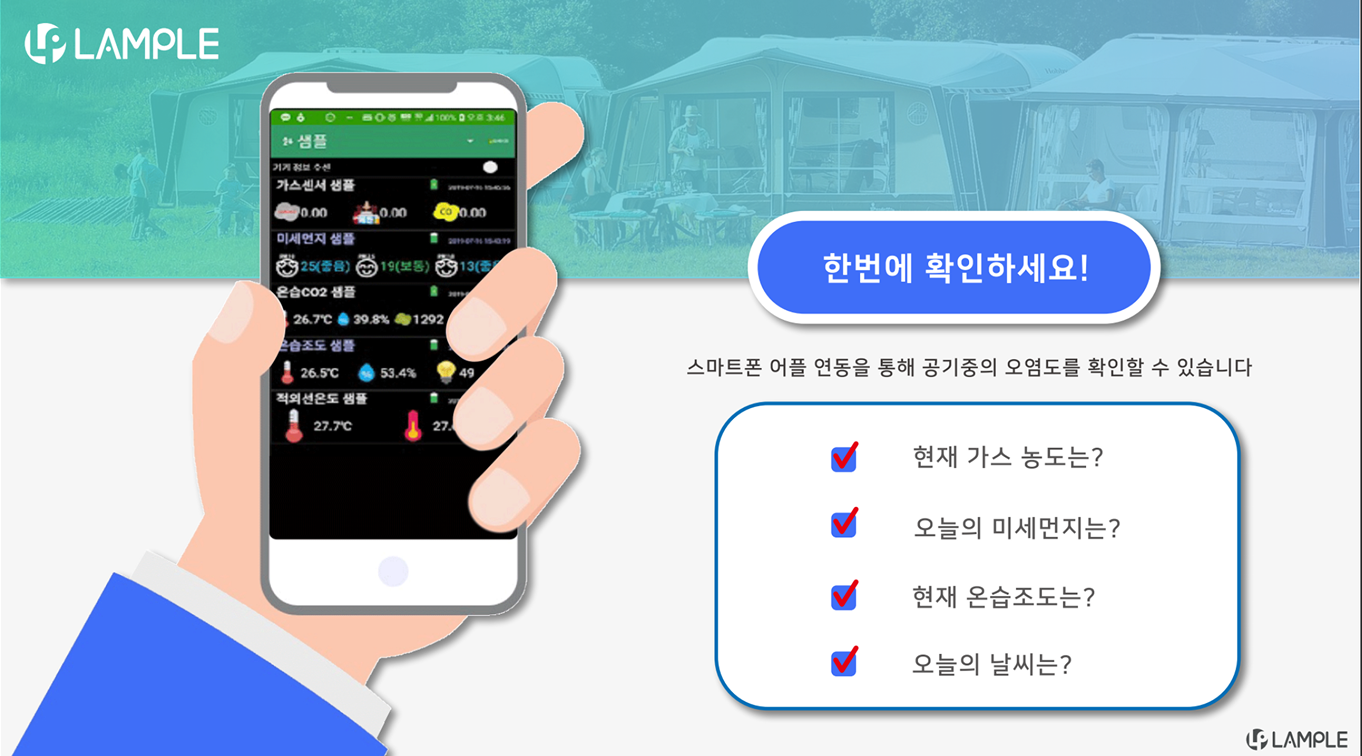 LAMPLE
100% 오후 3:46
샘플
기기 정보 수신
가스센서 샘플
0.00 0.00 CO 0.00
미세먼지 샘플
25(좋음) 19(보통) 13(좋음
온습CO2 샘플
26.7℃ 39.8% 1292
온습조도 샘플
26.5℃ 53.4% 49
적외선온도 샘플
27.7℃ 27.
한번에 확인하세요!
스마트폰 어플 연동을 통해 공기중의 오염도를 확인할 수 있습니다
현재 가스 농도는?
오늘의 미세먼지는?
현재 온습조도는?
오늘의 날씨는?
LAMPLE